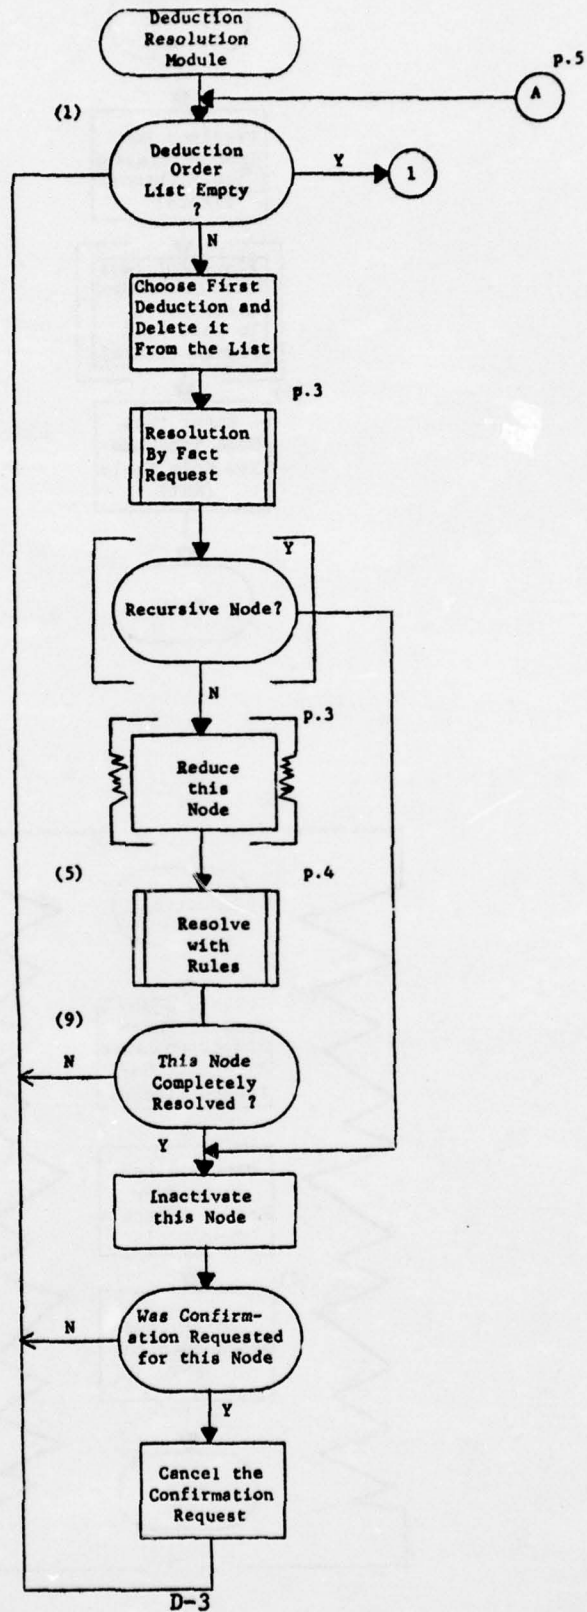 Deduction
Resolution
Module
p.5
A
(1)
Deduction
Order
List Empty
?
Y
1
N
Choose First
Deduction and
Delete it
From the List
p.3
Resolution
By Fact
Request
Y
Recursive Node?
N
p.3
Reduce
this
Node
(5)
p.4
Resolve
with
Rules
(9)
N
This Node
Completely
Resolved ?
Y
Inactivate
this Node
N
Was Confirm-
ation Requested
for this Node
Y
Cancel the
Confirmation
Request
D-3